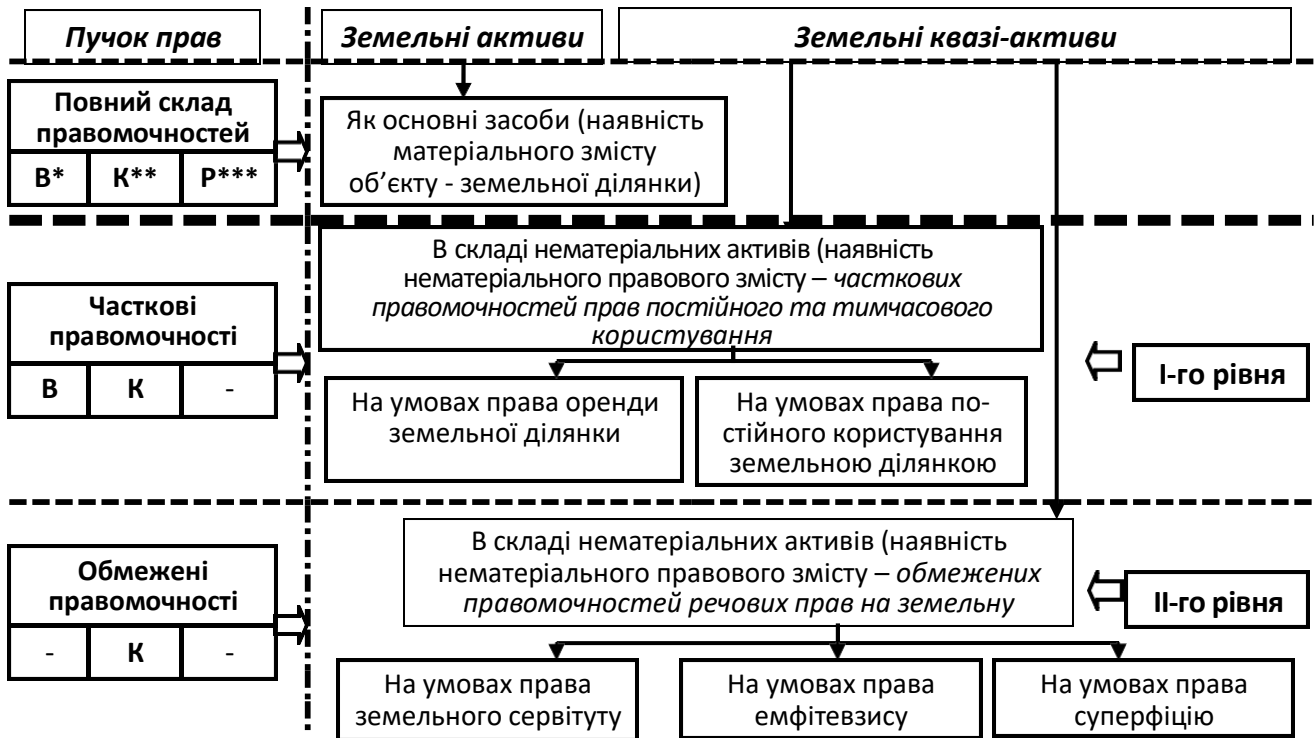 Пучок прав
Земельні активи
Земельні квазі-активи
Повний склад
правомочностей
В* К** Р***
Як основні засоби (наявність
матеріального змісту
об’єкту - земельної ділянки)
В складі нематеріальних активів (наявність
нематеріального правового змісту – часткових
правомочностей прав постійного та тимчасового
користування
Часткові
правомочності
В К -
І-го рівня
На умовах права оренди
земельної ділянки
На умовах права по-
стійного користування
земельною ділянкою
В складі нематеріальних активів (наявність
нематеріального правового змісту – обмежених
правомочностей речових прав на земельну
Обмежені
правомочності
- К -
ІІ-го рівня
На умовах права
земельного сервітуту
На умовах права
емфітевзису
На умовах права
суперфіцію